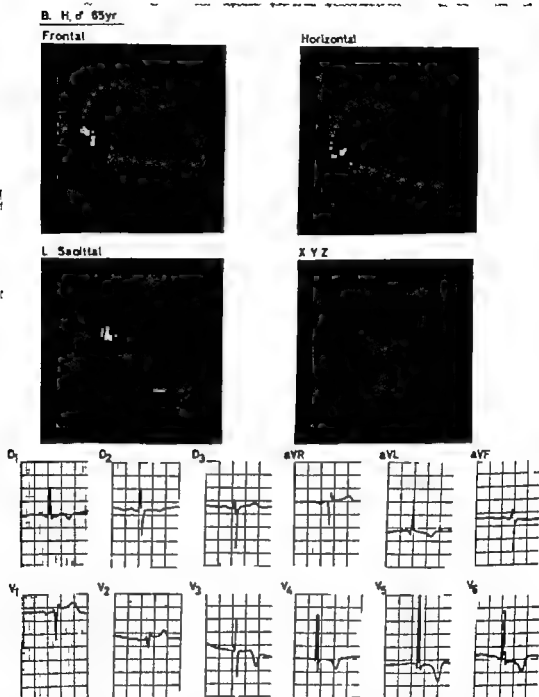 B. H, ♂ 65yr
Frontal
Horizontal
L Sagittal
X Y Z
D1
D2
D3
aVR
aVL
aVF
V1
V2
V3
V4
V5
V6